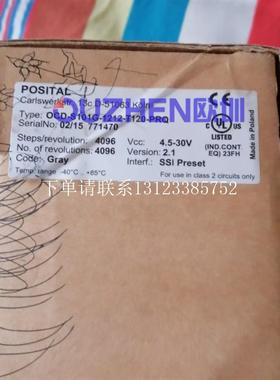 POSITAL
Carlswerkstr. 13c D-51063 Köln
OUZHEN欧圳
Type: OCD-S101G-1212-T120-PRQ
SerialNo: 02/15 771470
Steps/revolution: 4096 Vcc: 4.5-30V
No. of revolutions: 4096 Version: 2.1
Code: Gray Interf.: SSI Preset
Temp. range -40°C .. +65°C For use in class 2 circuits only
CE
c UL US
LISTED
(IND.CONT
EQ) 23FH
Made in Poland
下单请联系13123385752